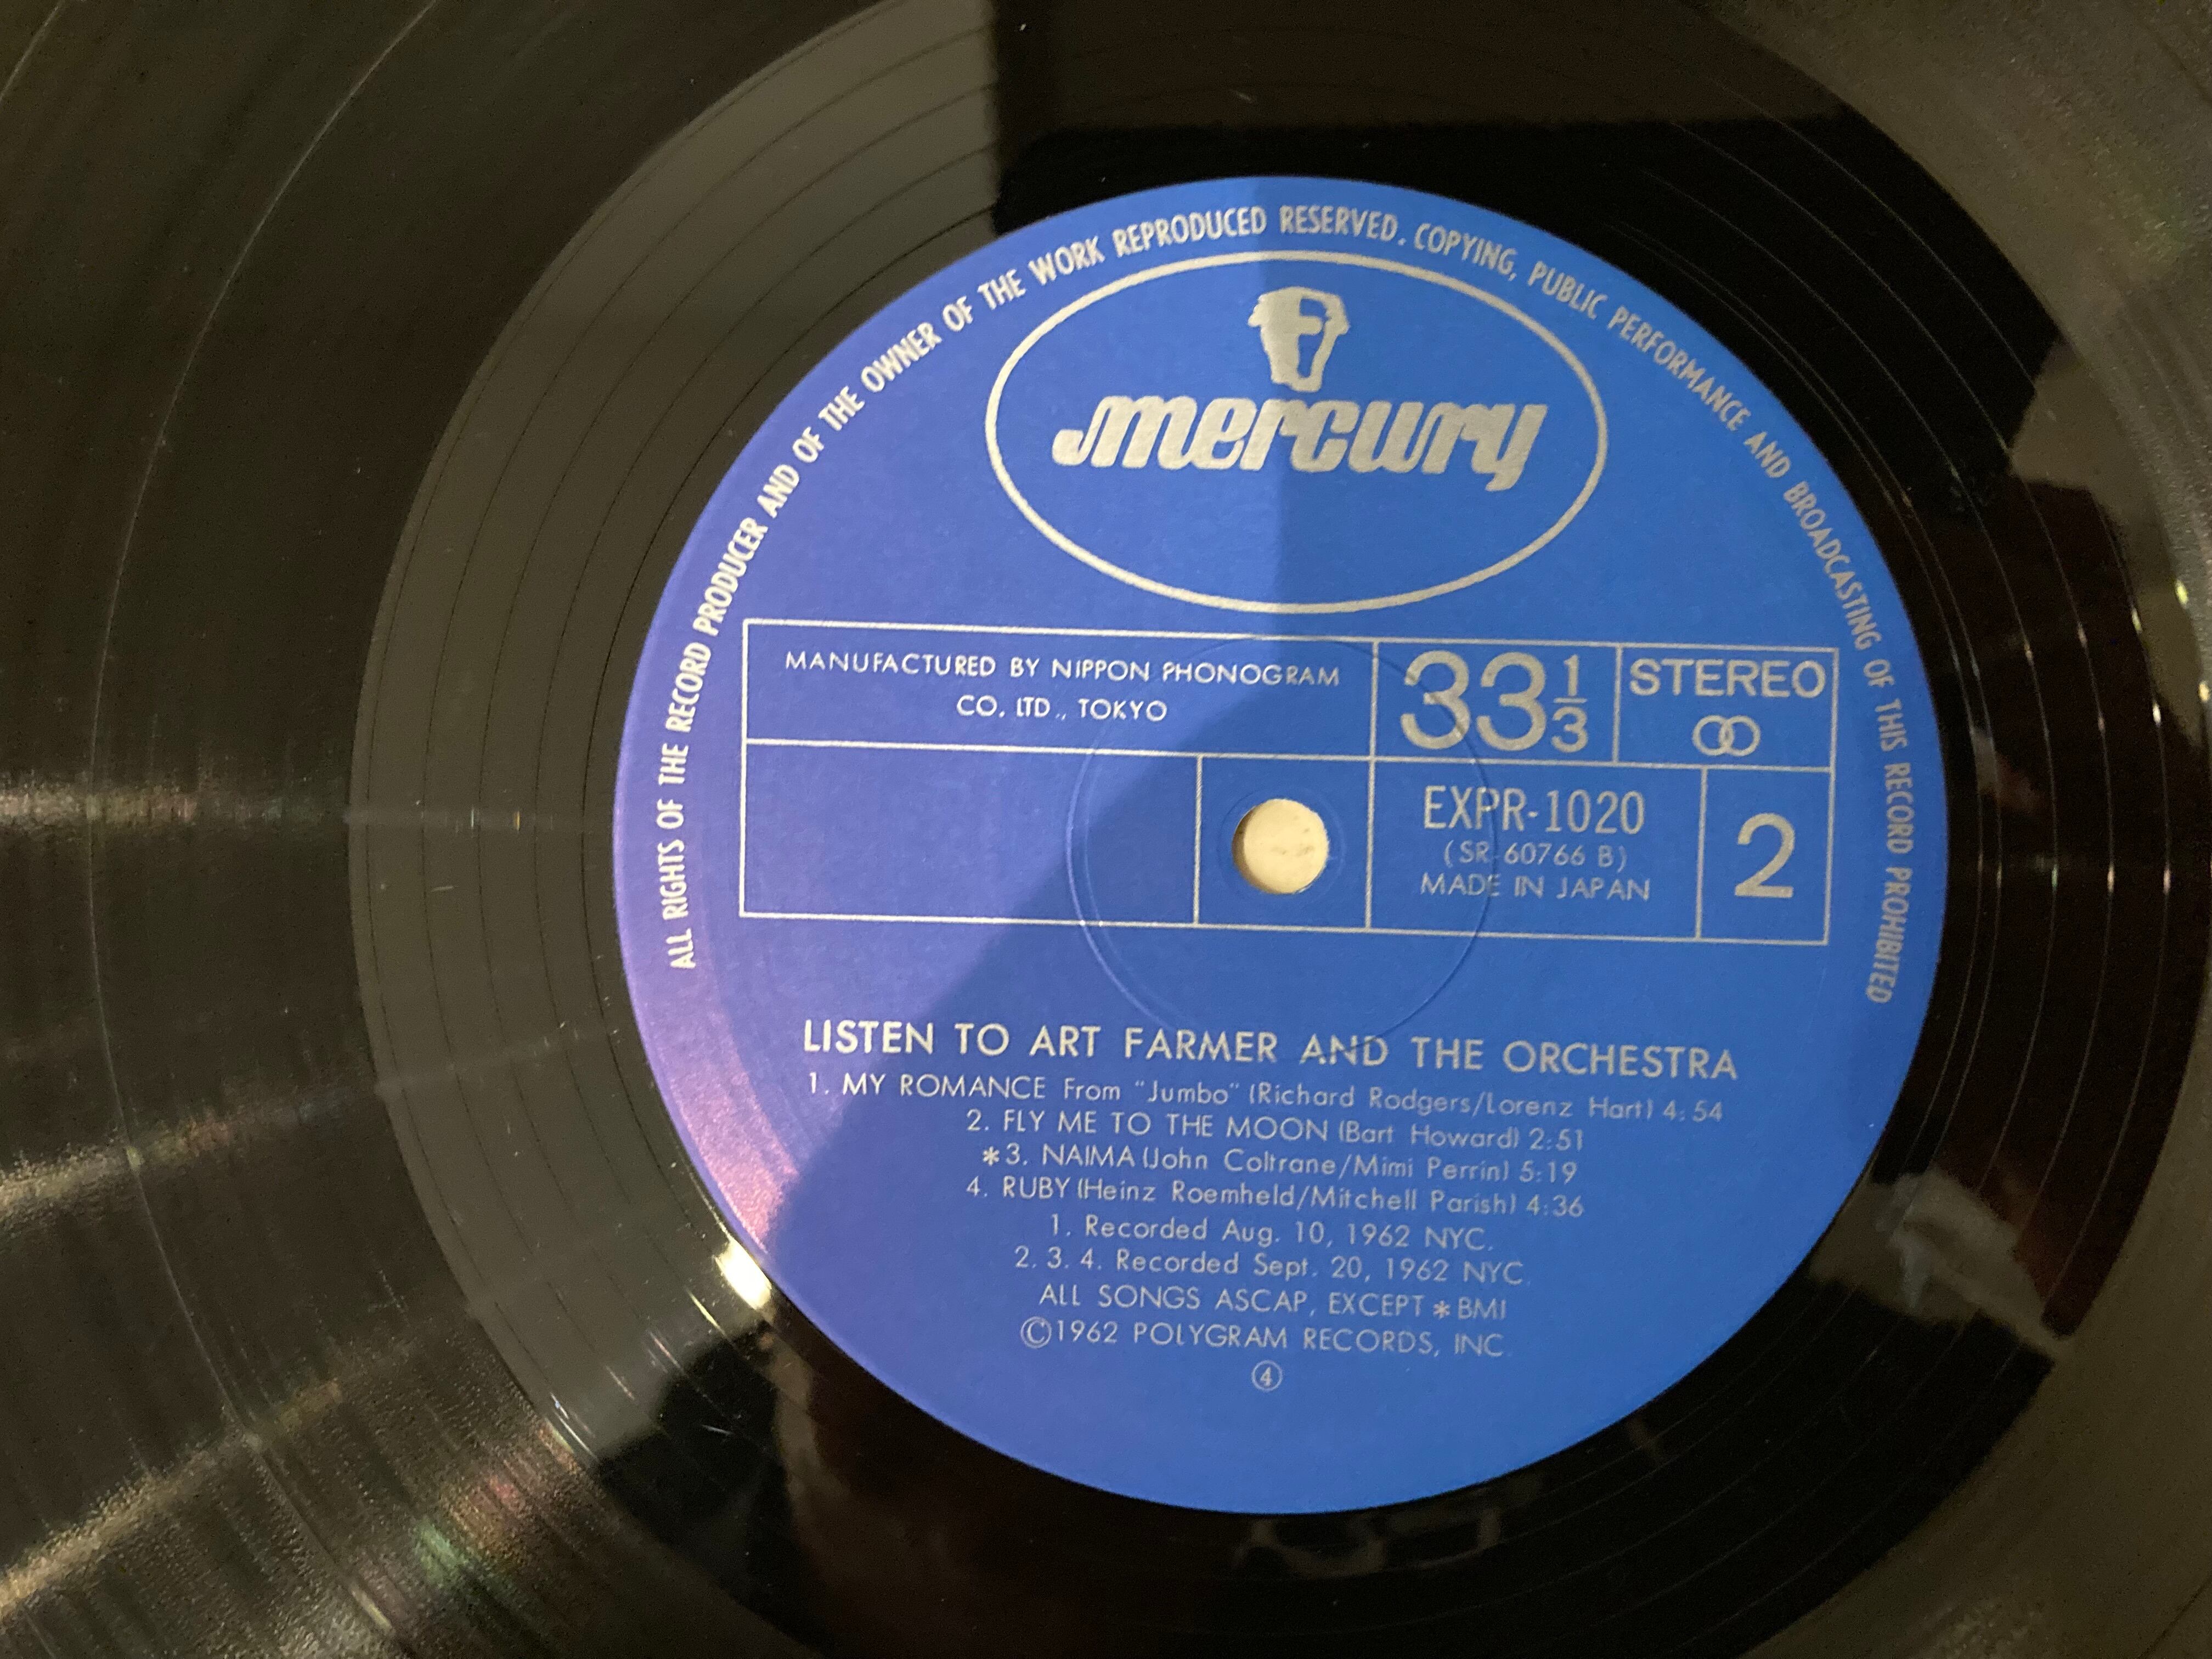 ALL RIGHTS OF THE RECORD PRODUCER AND OF THE OWNER OF THE WORK REPRODUCED RESERVED. COPYING, PUBLIC PERFORMANCE AND BROADCASTING OF THIS RECORD PROHIBITED
mercury
MANUFACTURED BY NIPPON PHONOGRAM
CO. LTD., TOKYO
33 1/3
STEREO
EXPR-1020
(SR 60766 B)
MADE IN JAPAN
2
LISTEN TO ART FARMER AND THE ORCHESTRA
1. MY ROMANCE From "Jumbo" (Richard Rodgers/Lorenz Hart) 4:54
2. FLY ME TO THE MOON (Bart Howard) 2:51
*3. NAIMA (John Coltrane/Mimi Perrin) 5:19
4. RUBY (Heinz Roemheld/Mitchell Parish) 4:36
1. Recorded Aug. 10, 1962 NYC.
2. 3. 4. Recorded Sept. 20, 1962 NYC.
ALL SONGS ASCAP, EXCEPT * BMI
©1962 POLYGRAM RECORDS, INC.
④